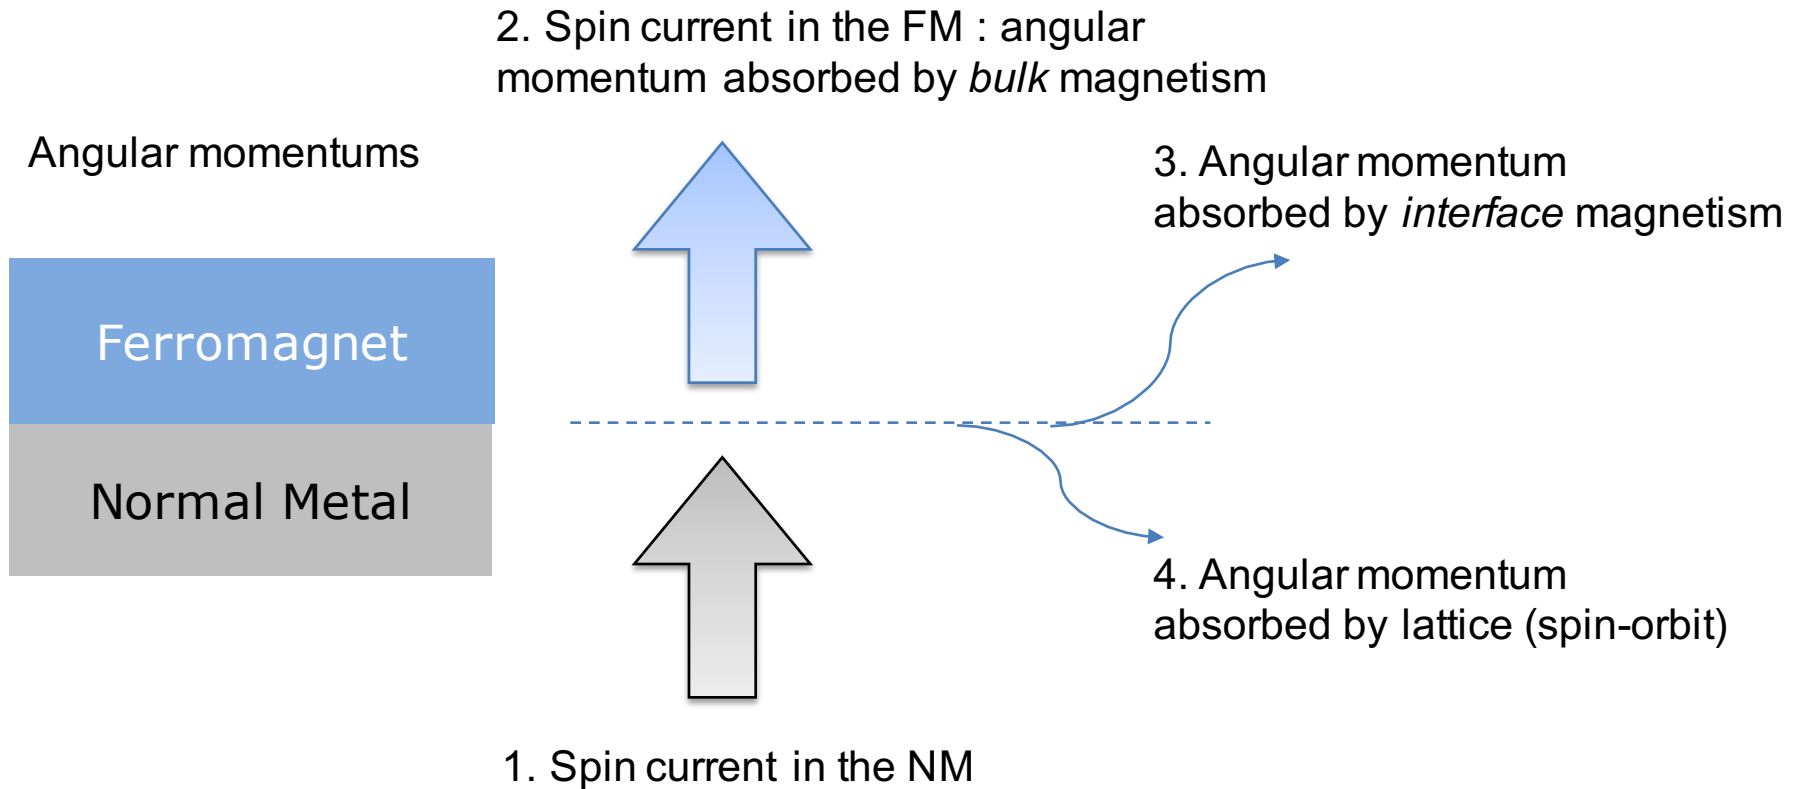 2. Spin current in the FM : angular
momentum absorbed by bulk magnetism
Angular momentums
3. Angular momentum
absorbed by interface magnetism
Ferromagnet
Normal Metal
4. Angular momentum
absorbed by lattice (spin-orbit)
1. Spin current in the NM